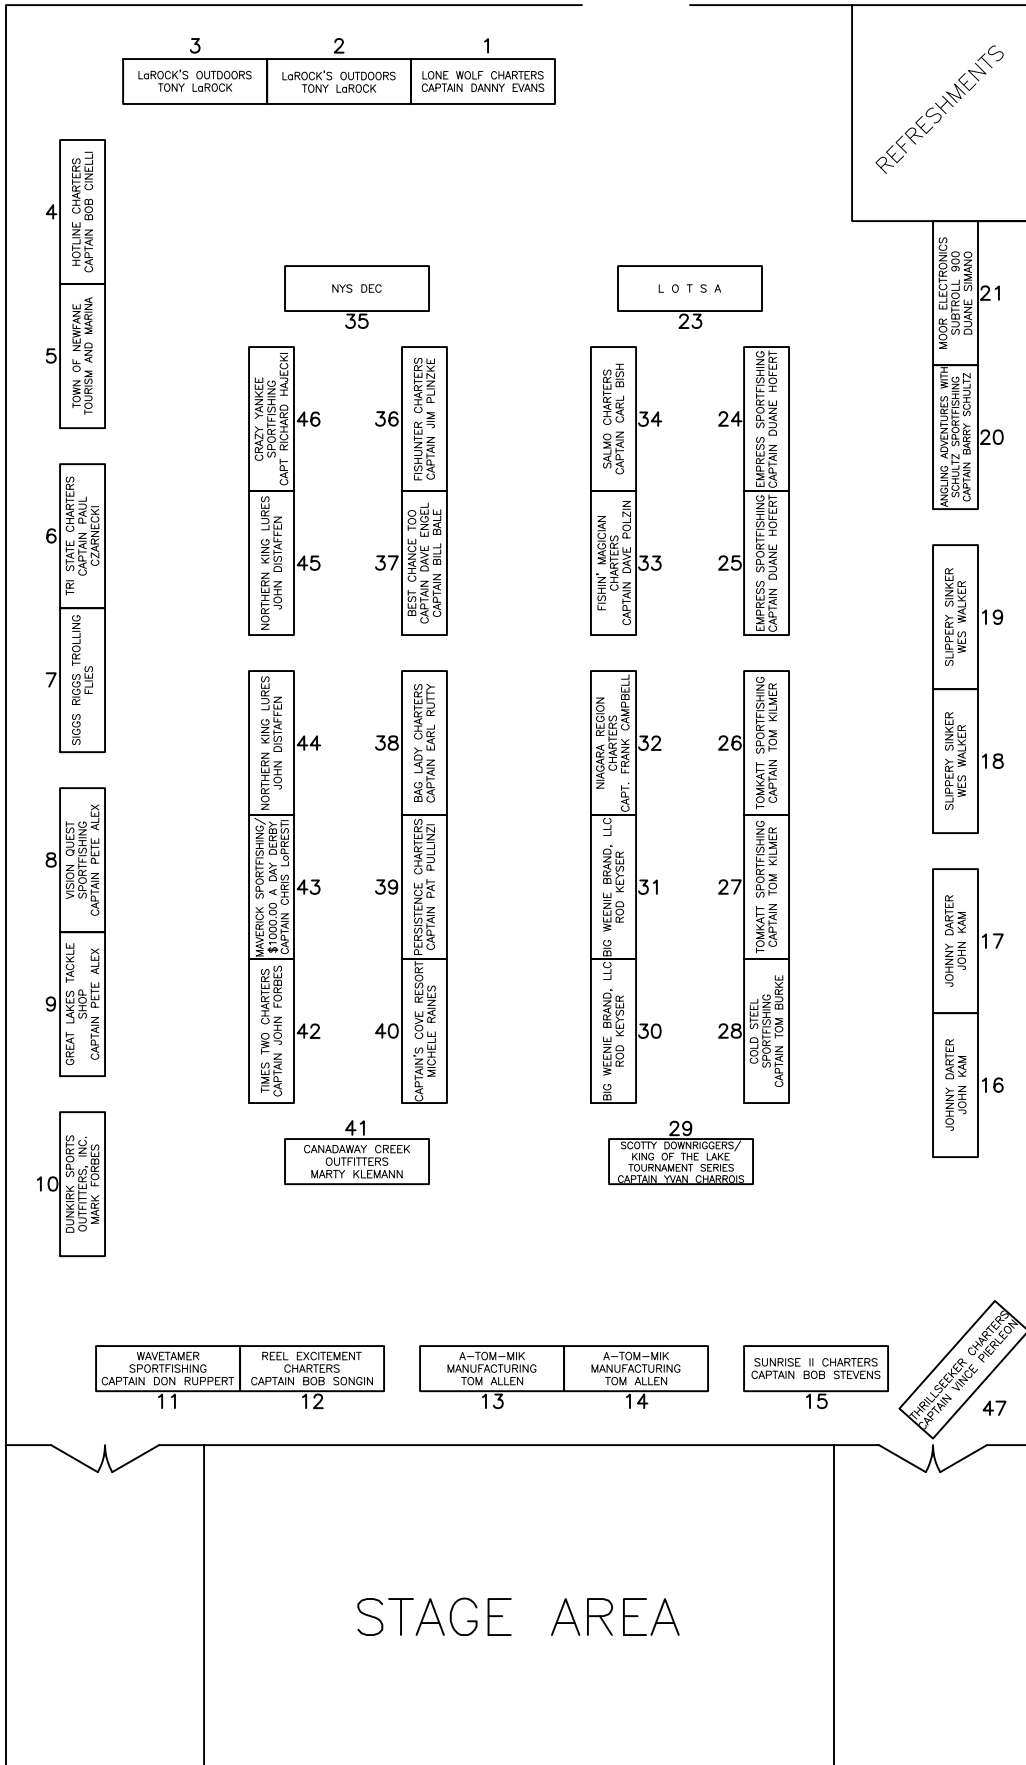 3
2
1
LaROCK'S OUTDOORS
TONY LaROCK
LaROCK'S OUTDOORS
TONY LaROCK
LONE WOLF CHARTERS
CAPTAIN DANNY EVANS
REFRESHMENTS
4
HOTLINE CHARTERS
CAPTAIN BOB CINELLI
5
TOWN OF NEWFANE
TOURISM AND MARINA
6
TRI STATE CHARTERS
CAPTAIN PAUL
CZARNECKI
7
SIGGS RIGGS TROLLING
FLIES
8
VISION QUEST
SPORTFISHING
CAPTAIN PETE ALEX
9
GREAT LAKES TACKLE
SHOP
CAPTAIN PETE ALEX
10
DUNKIRK SPORTS
OUTFITTERS, INC.
MARK FORBES
NYS DEC
35
CRAZY YANKEE
SPORTFISHING
CAPT RICHARD HAJECKI
46
NORTHERN KING LURES
JOHN DISTAFFEN
45
NORTHERN KING LURES
JOHN DISTAFFEN
44
MAVERICK SPORTFISHING/
$1000.00 A DAY DERBY
CAPTAIN CHRIS LoPRESTI
43
TIMES TWO CHARTERS
CAPTAIN JOHN FORBES
42
36
FISHUNTER CHARTERS
CAPTAIN JIM PLINZKE
37
BEST CHANCE TOO
CAPTAIN DAVE ENGEL
CAPTAIN BILL BALE
38
BAG LADY CHARTERS
CAPTAIN EARL RUTTY
39
PERSISTENCE CHARTERS
CAPTAIN PAT PULLINZI
40
CAPTAIN'S COVE RESORT
MICHELE RAINES
41
CANADAWAY CREEK
OUTFITTERS
MARTY KLEMANN
L O T S A
23
SALMO CHARTERS
CAPTAIN CARL BISH
34
FISHIN' MAGICIAN
CHARTERS
CAPTAIN DAVE POLZIN
33
NIAGARA REGION
CHARTERS
CAPT. FRANK CAMPBELL
32
BIG WEENIE BRAND, LLC
ROD KEYSER
31
BIG WEENIE BRAND, LLC
ROD KEYSER
30
24
EMPRESS SPORTFISHING
CAPTAIN DUANE HOFERT
25
EMPRESS SPORTFISHING
CAPTAIN DUANE HOFERT
26
TOMKATT SPORTFISHING
CAPTAIN TOM KILMER
27
TOMKATT SPORTFISHING
CAPTAIN TOM KILMER
28
COLD STEEL
SPORTFISHING
CAPTAIN TOM BURKE
29
SCOTTY DOWNRIGGERS/
KING OF THE LAKE
TOURNAMENT SERIES
CAPTAIN YVAN CHARROIS
MOOR ELECTRONICS
SUBTROLL 900
DUANE SIMANO
21
ANGLING ADVENTURES WITH
SCHULTZ SPORTFISHING
CAPTAIN BARRY SCHULTZ
20
SLIPPERY SINKER
WES WALKER
19
SLIPPERY SINKER
WES WALKER
18
JOHNNY DARTER
JOHN KAM
17
JOHNNY DARTER
JOHN KAM
16
WAVETAMER
SPORTFISHING
CAPTAIN DON RUPPERT
11
REEL EXCITEMENT
CHARTERS
CAPTAIN BOB SONGIN
12
A-TOM-MIK
MANUFACTURING
TOM ALLEN
13
A-TOM-MIK
MANUFACTURING
TOM ALLEN
14
SUNRISE II CHARTERS
CAPTAIN BOB STEVENS
15
THRILLSEEKER CHARTERS
CAPTAIN VINCE PIERLEON
47
STAGE AREA